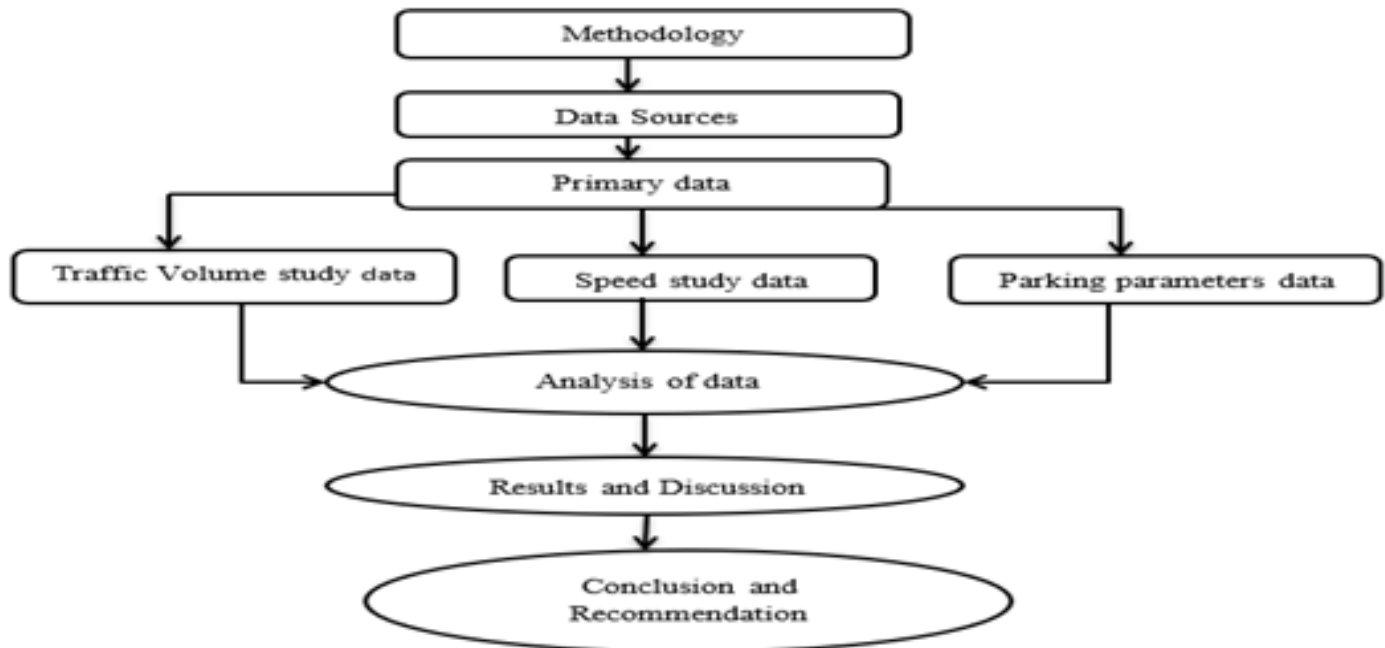 Methodology
Data Sources
Primary data
Traffic Volume study data
Speed study data
Parking parameters data
Analysis of data
Results and Discussion
Conclusion and
Recommendation